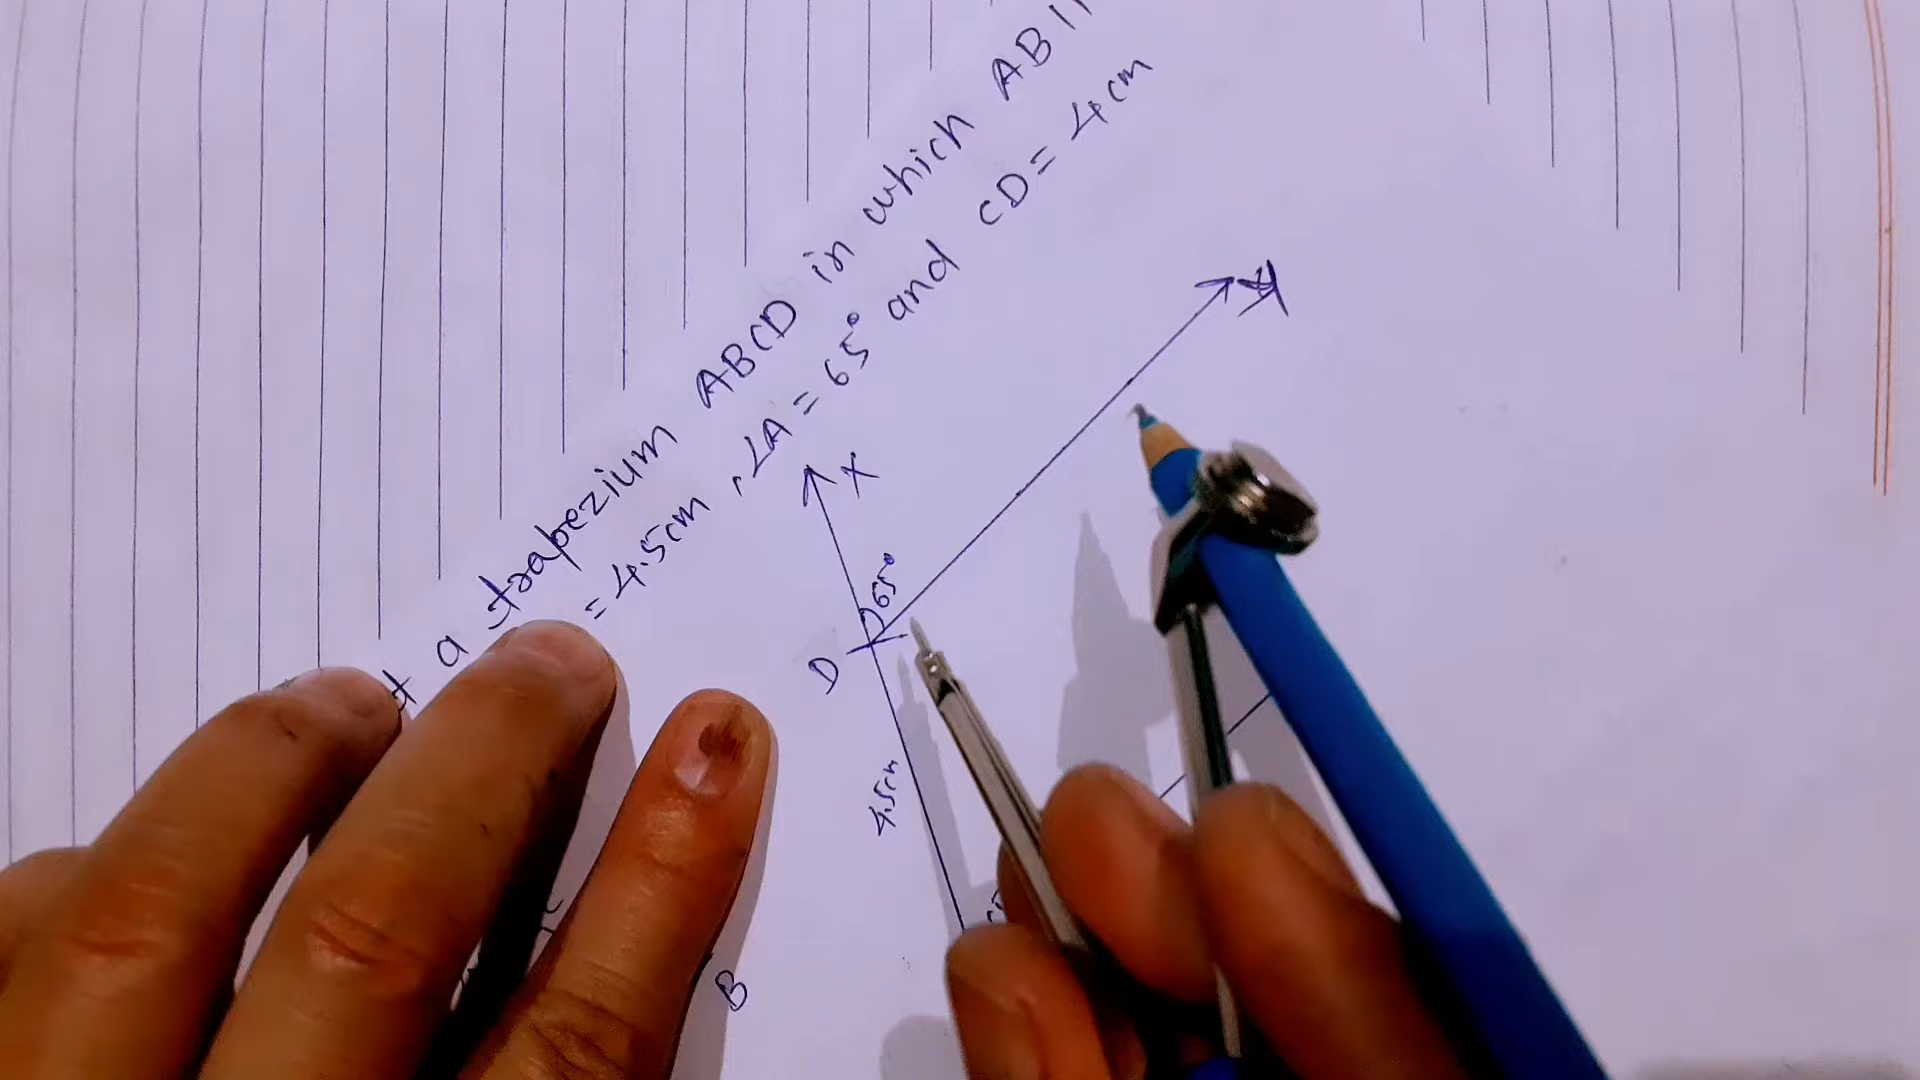 a trapezium ABCD in which AB ||
= 4.5cm, ∠A = 65° and CD = 4cm
X
65°
D
4.5cm
B